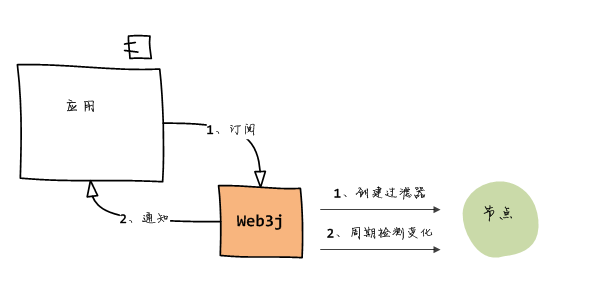 应用
1、订阅
1、创建过滤器
Web3j
节点
2、通知
2、周期检测变化